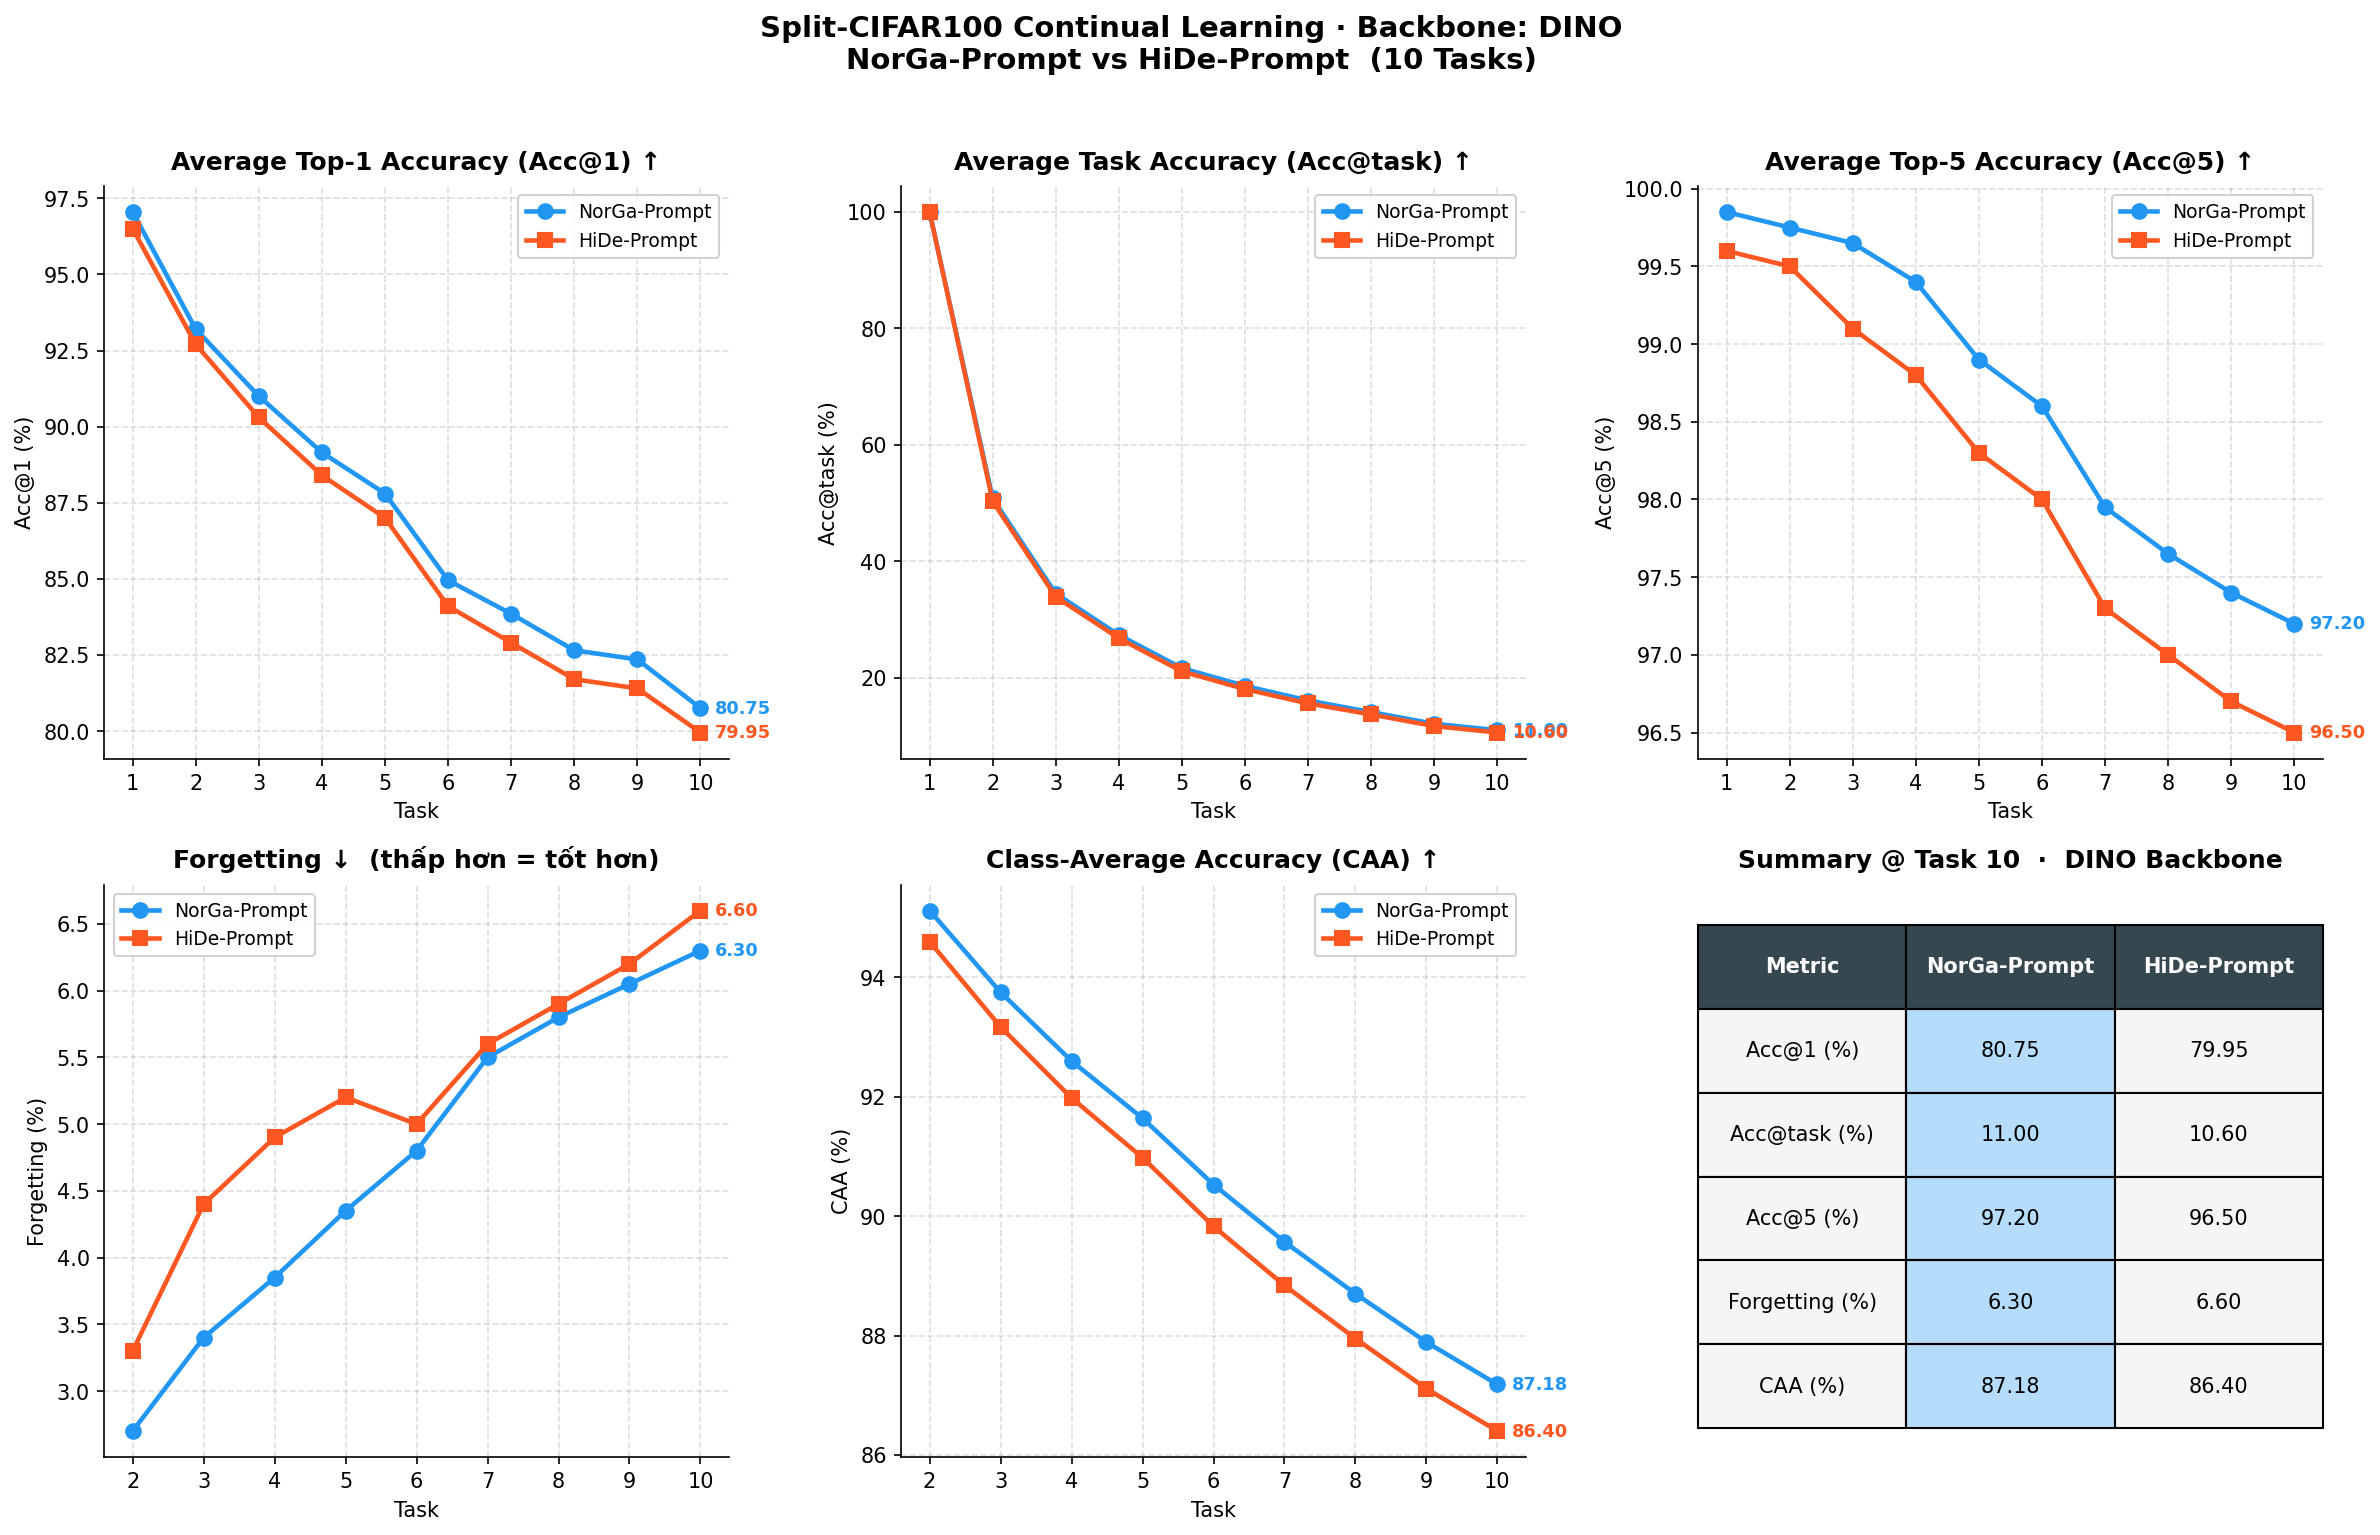 Split-CIFAR100 Continual Learning · Backbone: DINO
NorGa-Prompt vs HiDe-Prompt (10 Tasks)
Average Top-1 Accuracy (Acc@1) ↑
Acc@1 (%)
97.5
95.0
92.5
90.0
87.5
85.0
82.5
80.0
NorGa-Prompt
HiDe-Prompt
80.75
79.95
1 2 3 4 5 6 7 8 9 10
Task
Average Task Accuracy (Acc@task) ↑
Acc@task (%)
100
80
60
40
20
NorGa-Prompt
HiDe-Prompt
11.00
10.60
1 2 3 4 5 6 7 8 9 10
Task
Average Top-5 Accuracy (Acc@5) ↑
Acc@5 (%)
100.0
99.5
99.0
98.5
98.0
97.5
97.0
96.5
NorGa-Prompt
HiDe-Prompt
97.20
96.50
1 2 3 4 5 6 7 8 9 10
Task
Forgetting ↓ (thấp hơn = tốt hơn)
Forgetting (%)
6.5
6.0
5.5
5.0
4.5
4.0
3.5
3.0
NorGa-Prompt
HiDe-Prompt
6.60
6.30
2 3 4 5 6 7 8 9 10
Task
Class-Average Accuracy (CAA) ↑
CAA (%)
94
92
90
88
86
NorGa-Prompt
HiDe-Prompt
87.18
86.40
2 3 4 5 6 7 8 9 10
Task
Summary @ Task 10 · DINO Backbone
Metric NorGa-Prompt HiDe-Prompt
Acc@1 (%) 80.75 79.95
Acc@task (%) 11.00 10.60
Acc@5 (%) 97.20 96.50
Forgetting (%) 6.30 6.60
CAA (%) 87.18 86.40